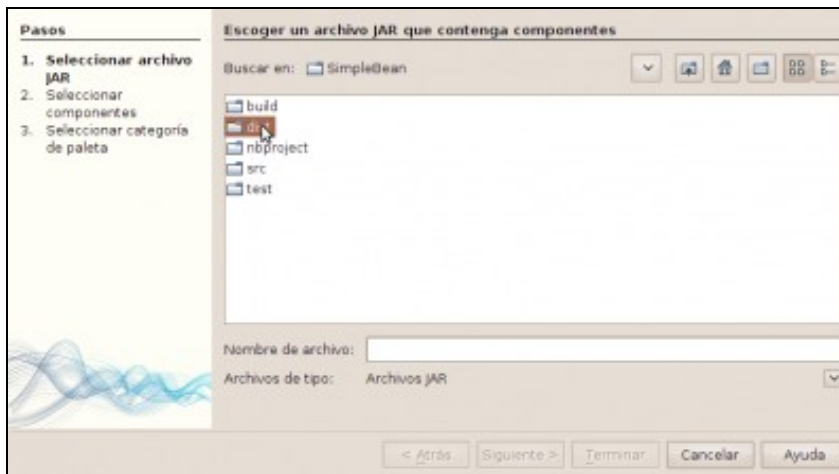 Pasos
Escoger un archivo JAR que contenga componentes
1. Seleccionar archivo
JAR
2. Seleccionar
componentes
3. Seleccionar categoría
de paleta
Buscar en: SimpleBean
build
nbproject
src
test
Nombre de archivo:
Archivos de tipo: Archivos JAR
< Atrás Siguiente > Terminar Cancelar Ayuda